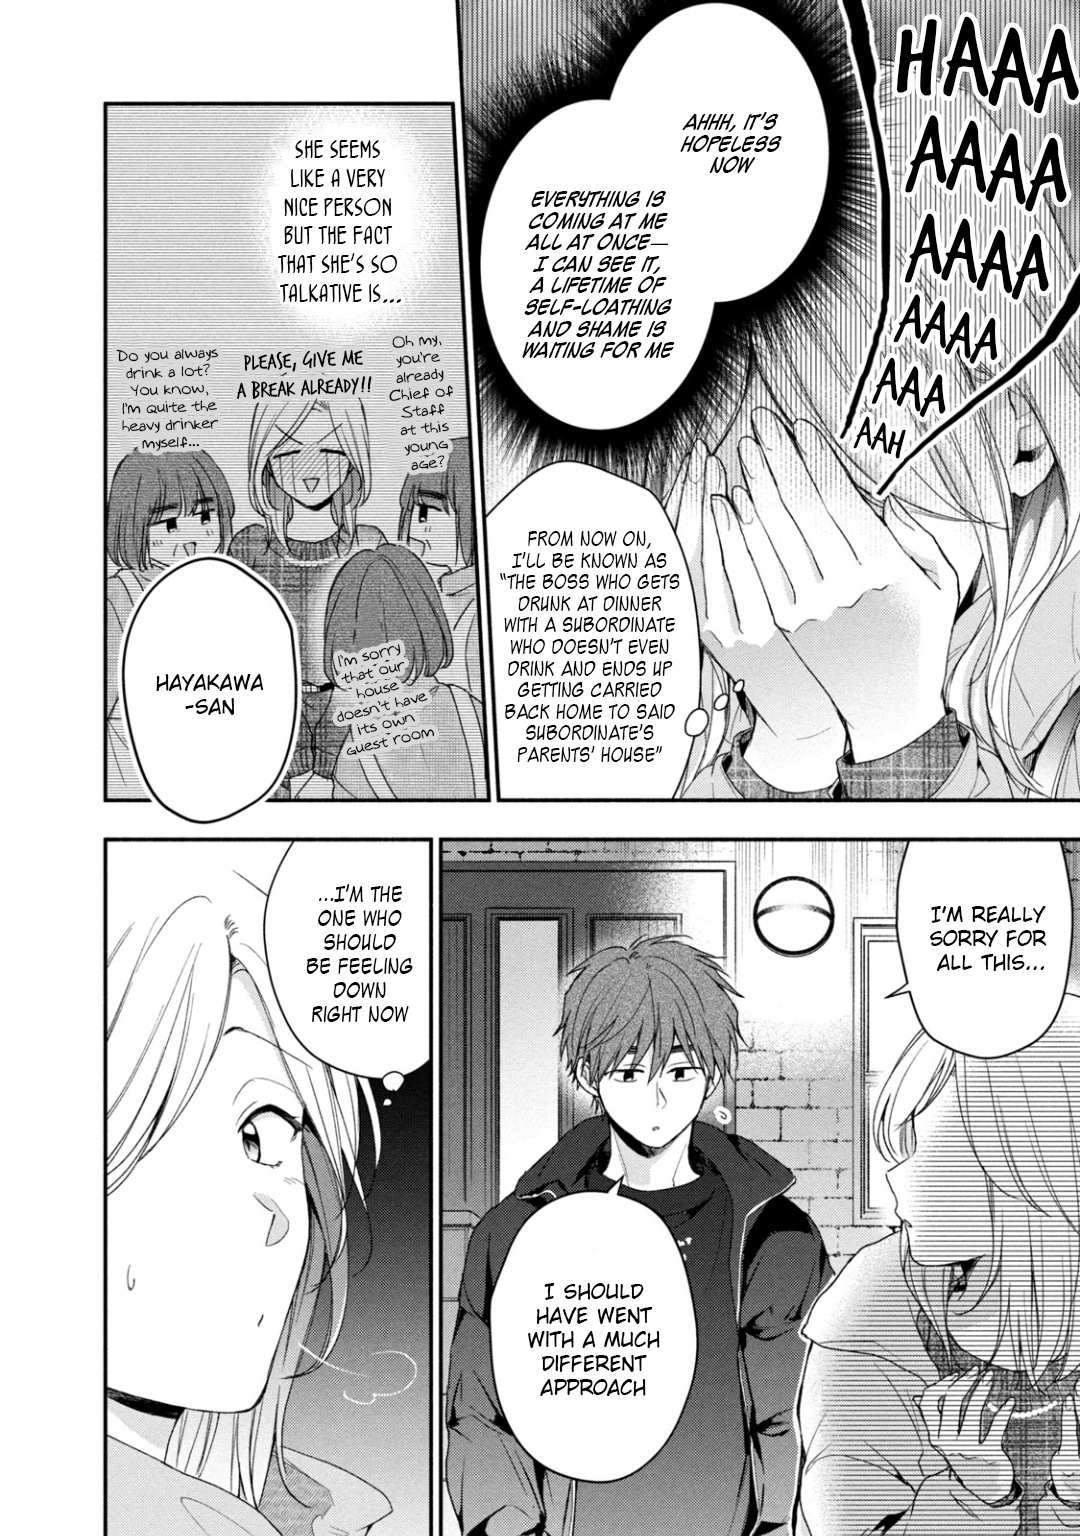 HAAA
AAAA
AAAA
AAAA
AAA
AAH
AHHH, IT'S
HOPELESS
NOW
EVERYTHING IS
COMING AT ME
ALL AT ONCE—
I CAN SEE IT,
A LIFETIME OF
SELF-LOATHING
AND SHAME IS
WAITING FOR ME
FROM NOW ON,
I'LL BE KNOWN AS
"THE BOSS WHO GETS
DRUNK AT DINNER
WITH A SUBORDINATE
WHO DOESN'T EVEN
DRINK AND ENDS UP
GETTING CARRIED
BACK HOME TO SAID
SUBORDINATE'S
PARENTS' HOUSE"
SHE SEEMS
LIKE A VERY
NICE PERSON
BUT THE FACT
THAT SHE'S SO
TALKATIVE IS...
Oh my,
you're
already
Chief of
Staff
at this
young
age?
PLEASE, GIVE ME
A BREAK ALREADY!!
Do you always
drink a lot?
You know,
I'm quite the
heavy drinker
myself...
I'm sorry
that our
house
doesn't have
its own
guest room
HAYAKAWA
-SAN
I'M REALLY
SORRY FOR
ALL THIS...
I SHOULD
HAVE WENT
WITH A MUCH
DIFFERENT
APPROACH
...I'M THE
ONE WHO
SHOULD
BE FEELING
DOWN
RIGHT NOW